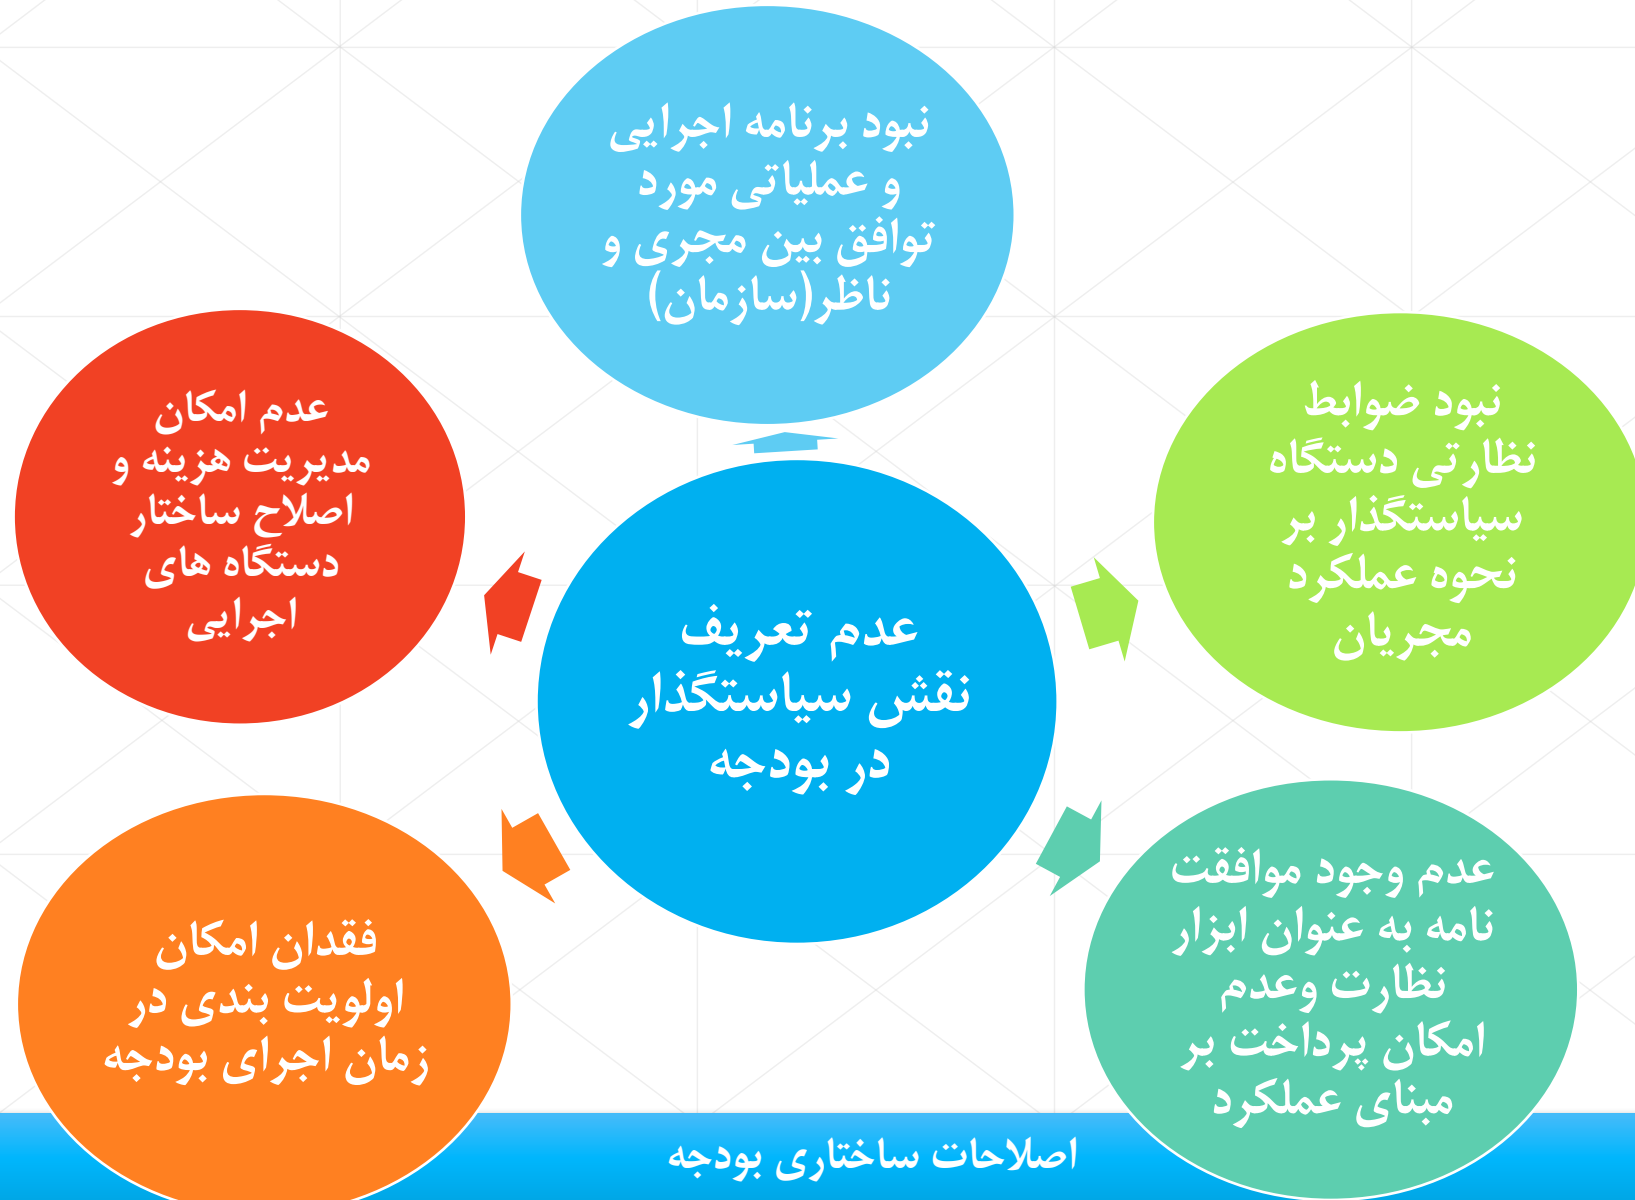 نبود برنامه اجرایی
و عملیاتی مورد
توافق بین مجری و
ناظر(سازمان)
نبود ضوابط
نظارتی دستگاه
سیاستگذار بر
نحوه عملکرد
مجریان
عدم امکان
مدیریت هزینه و
اصلاح ساختار
دستگاه های
اجرایی
عدم تعریف
نقش سیاستگذار
در بودجه
عدم وجود موافقت
نامه به عنوان ابزار
نظارت وعدم
امکان پرداخت بر
مبنای عملکرد
فقدان امکان
اولویت بندی در
زمان اجرای بودجه
اصلاحات ساختاری بودجه